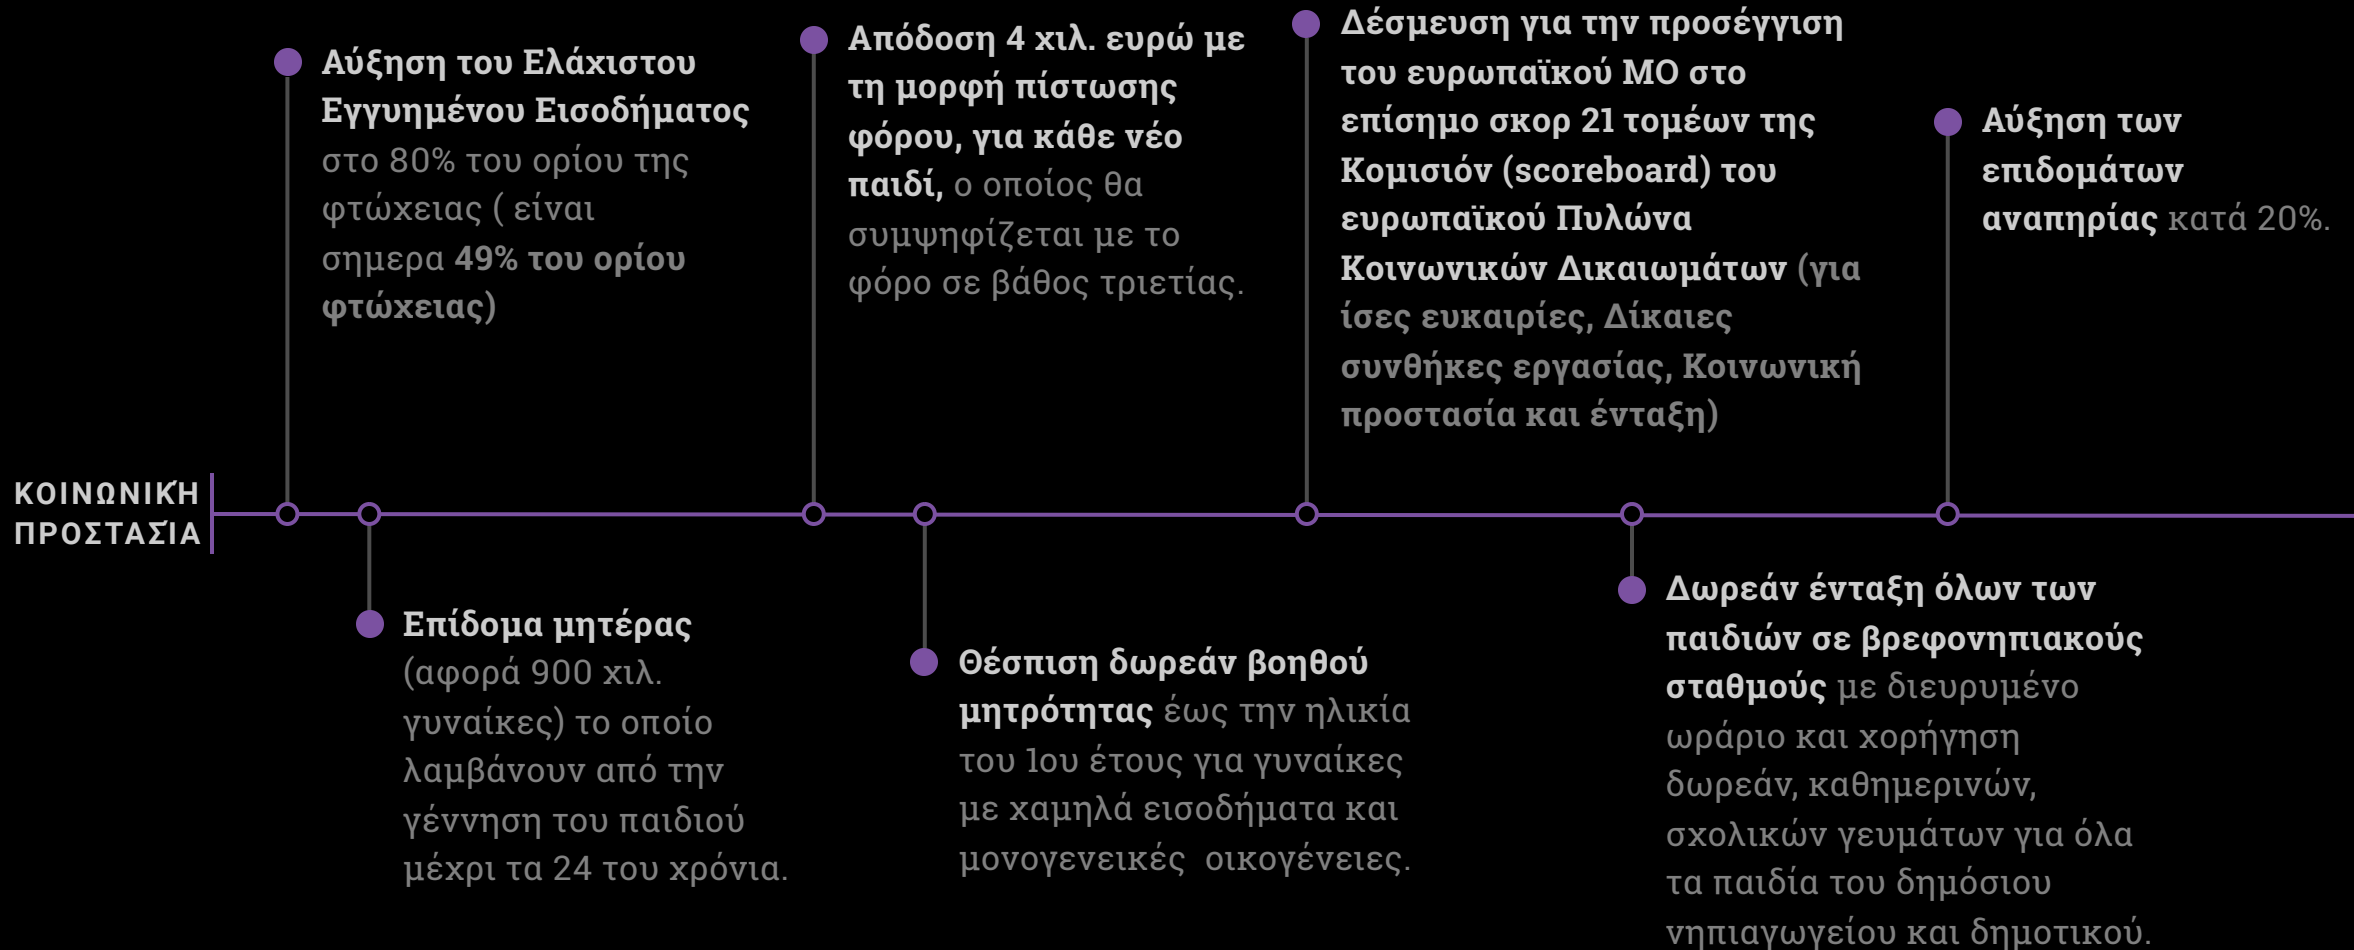 ΚΟΙΝΩΝΙΚΉ
ΠΡΟΣΤΑΣΊΑ
Αύξηση του Ελάχιστου
Εγγυημένου Εισοδήματος
στο 80% του ορίου της
φτώχειας ( είναι
σημερα 49% του ορίου
φτώχειας)
Επίδομα μητέρας
(αφορά 900 χιλ.
γυναίκες) το οποίο
λαμβάνουν από την
γέννηση του παιδιού
μέχρι τα 24 του χρόνια.
Απόδοση 4 χιλ. ευρώ με
τη μορφή πίστωσης
φόρου, για κάθε νέο
παιδί, ο οποίος θα
συμψηφίζεται με το
φόρο σε βάθος τριετίας.
Θέσπιση δωρεάν βοηθού
μητρότητας έως την ηλικία
του 1ου έτους για γυναίκες
με χαμηλά εισοδήματα και
μονογενεικές  οικογένειες.
Δέσμευση για την προσέγγιση
του ευρωπαϊκού ΜΟ στο
επίσημο σκορ 21 τομέων της
Κομισιόν (scoreboard) του
ευρωπαϊκού Πυλώνα
Κοινωνικών Δικαιωμάτων (για
ίσες ευκαιρίες, Δίκαιες
συνθήκες εργασίας, Κοινωνική
προστασία και ένταξη)
Δωρεάν ένταξη όλων των
παιδιών σε βρεφονηπιακούς
σταθμούς με διευρυμένο
ωράριο και χορήγηση
δωρεάν, καθημερινών,
σχολικών γευμάτων για όλα
τα παιδία του δημόσιου
νηπιαγωγείου και δημοτικού.
Αύξηση των
επιδομάτων
αναπηρίας κατά 20%.